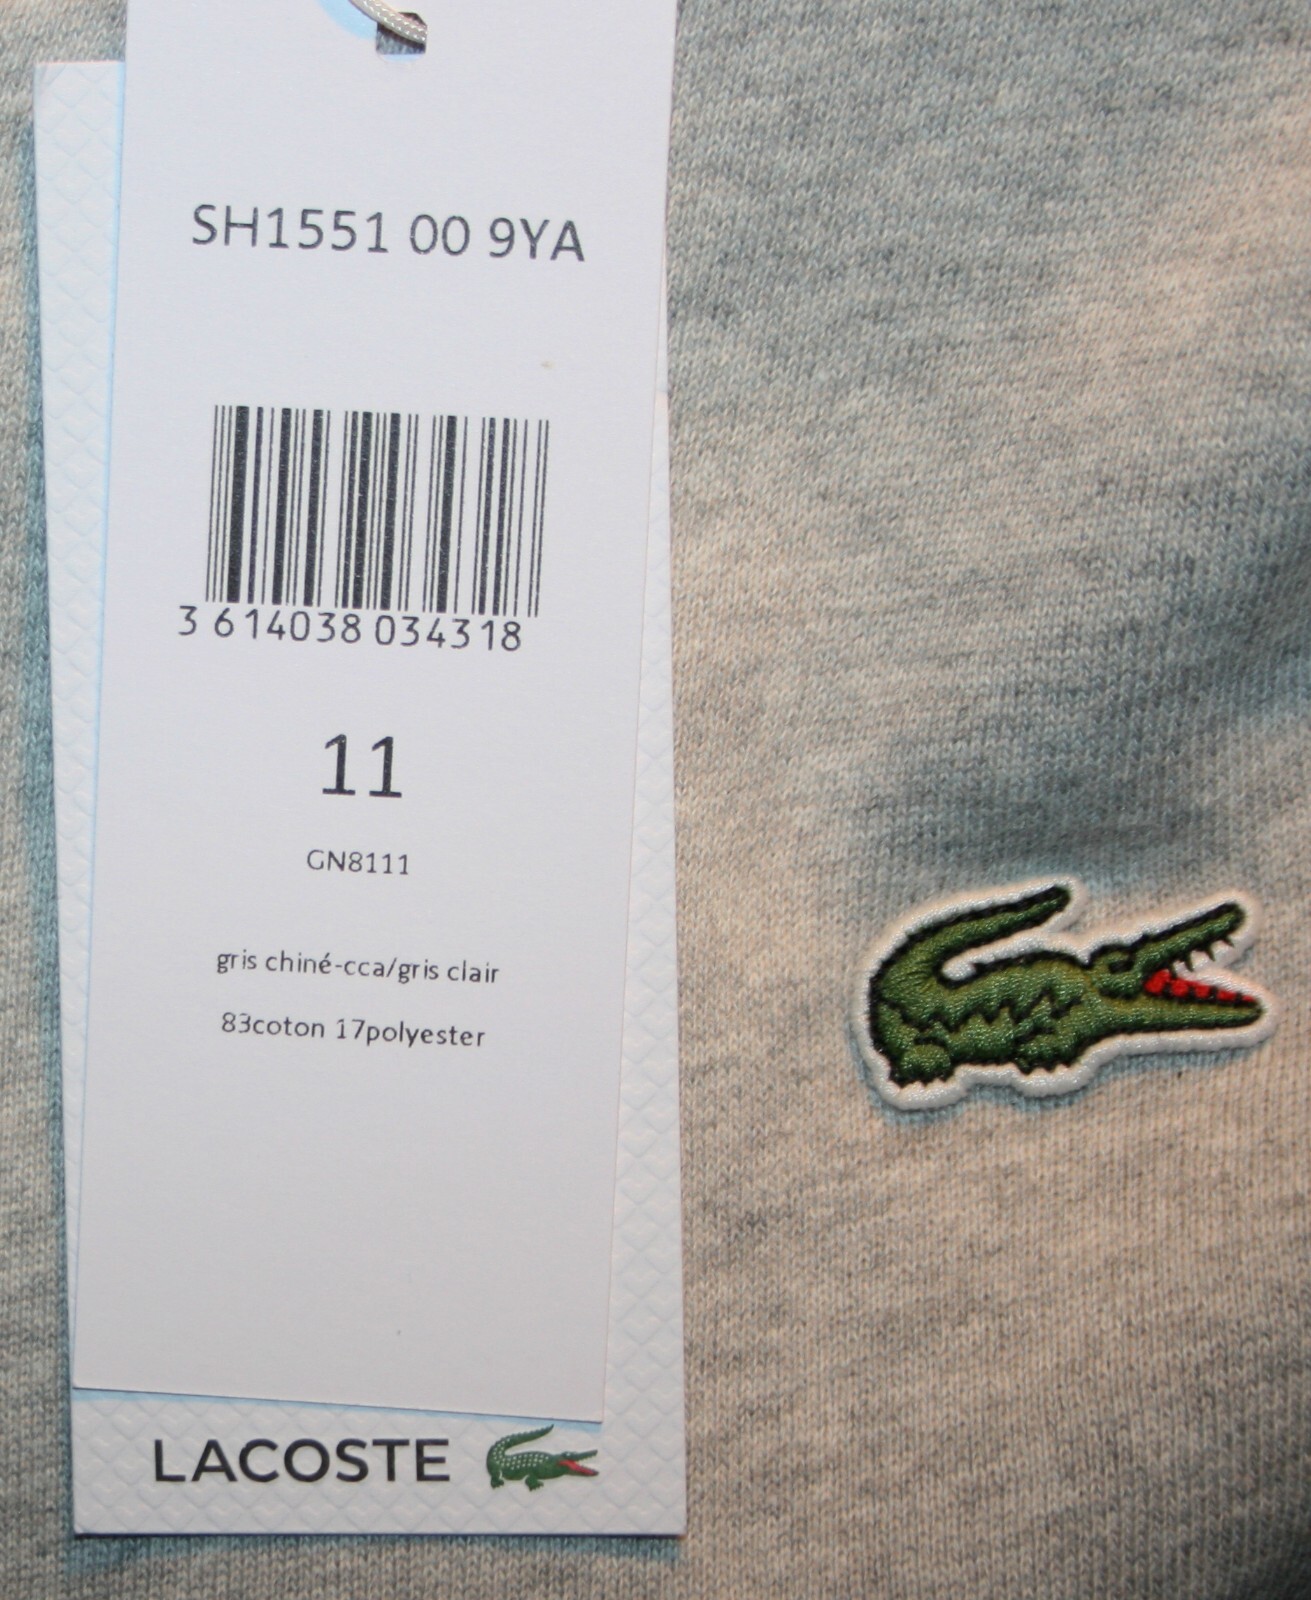 SH1551 00 9YA
3 614038 034318
11
GN8111
gris chiné-cca/gris clair
83coton 17polyester
LACOSTE